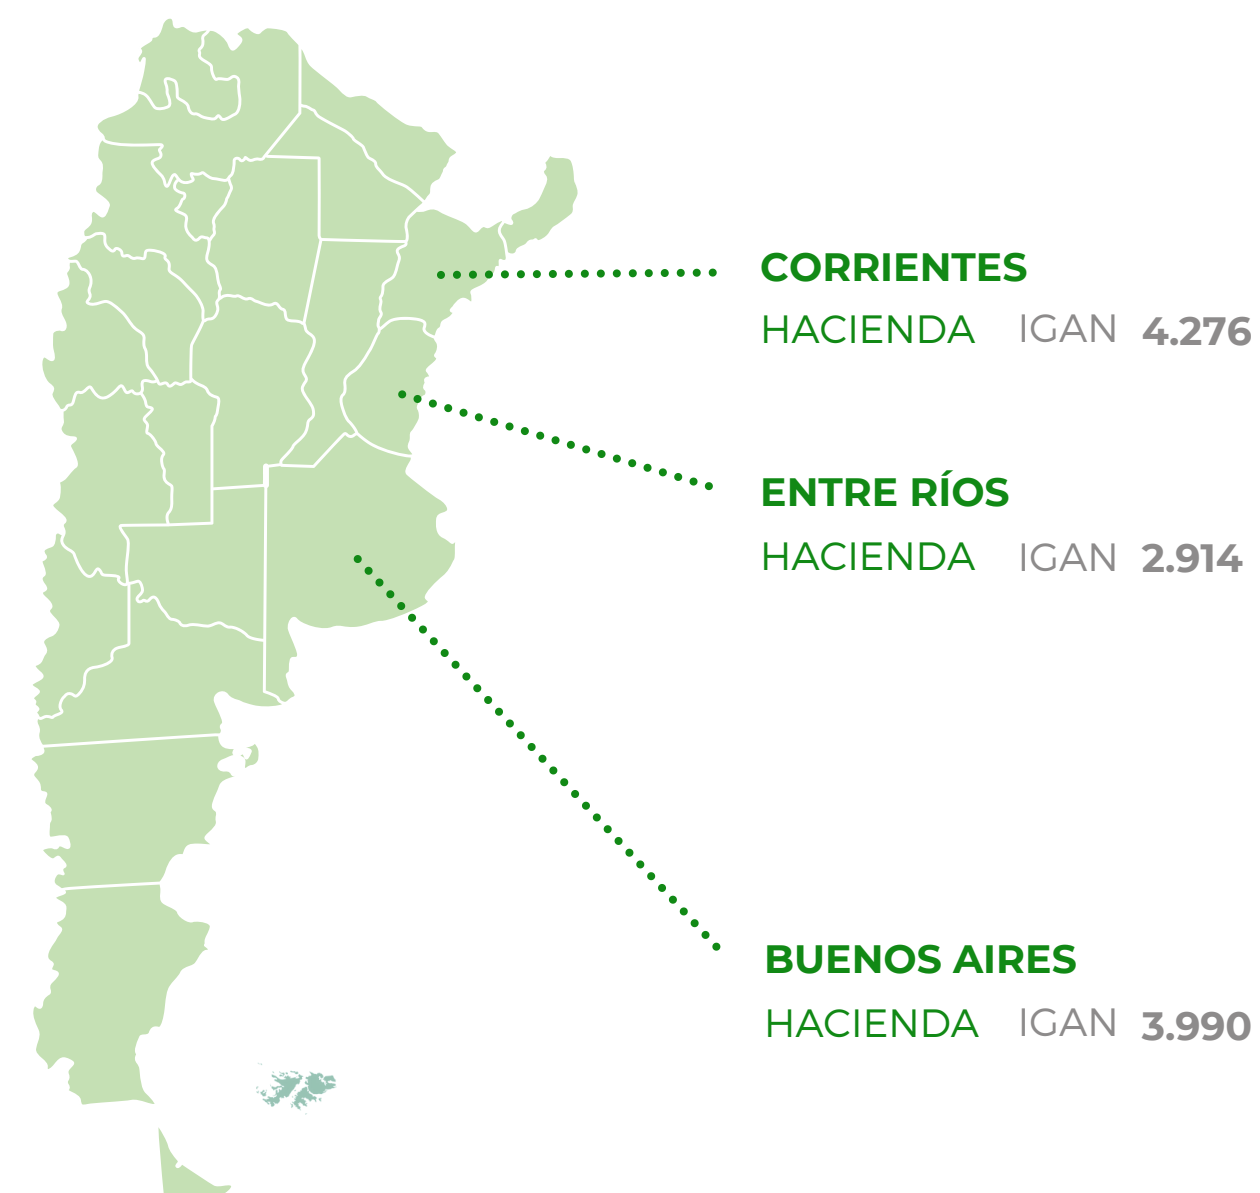 CORRIENTES
HACIENDA IGAN 4.276
ENTRE RÍOS
HACIENDA IGAN 2.914
BUENOS AIRES
HACIENDA IGAN 3.990